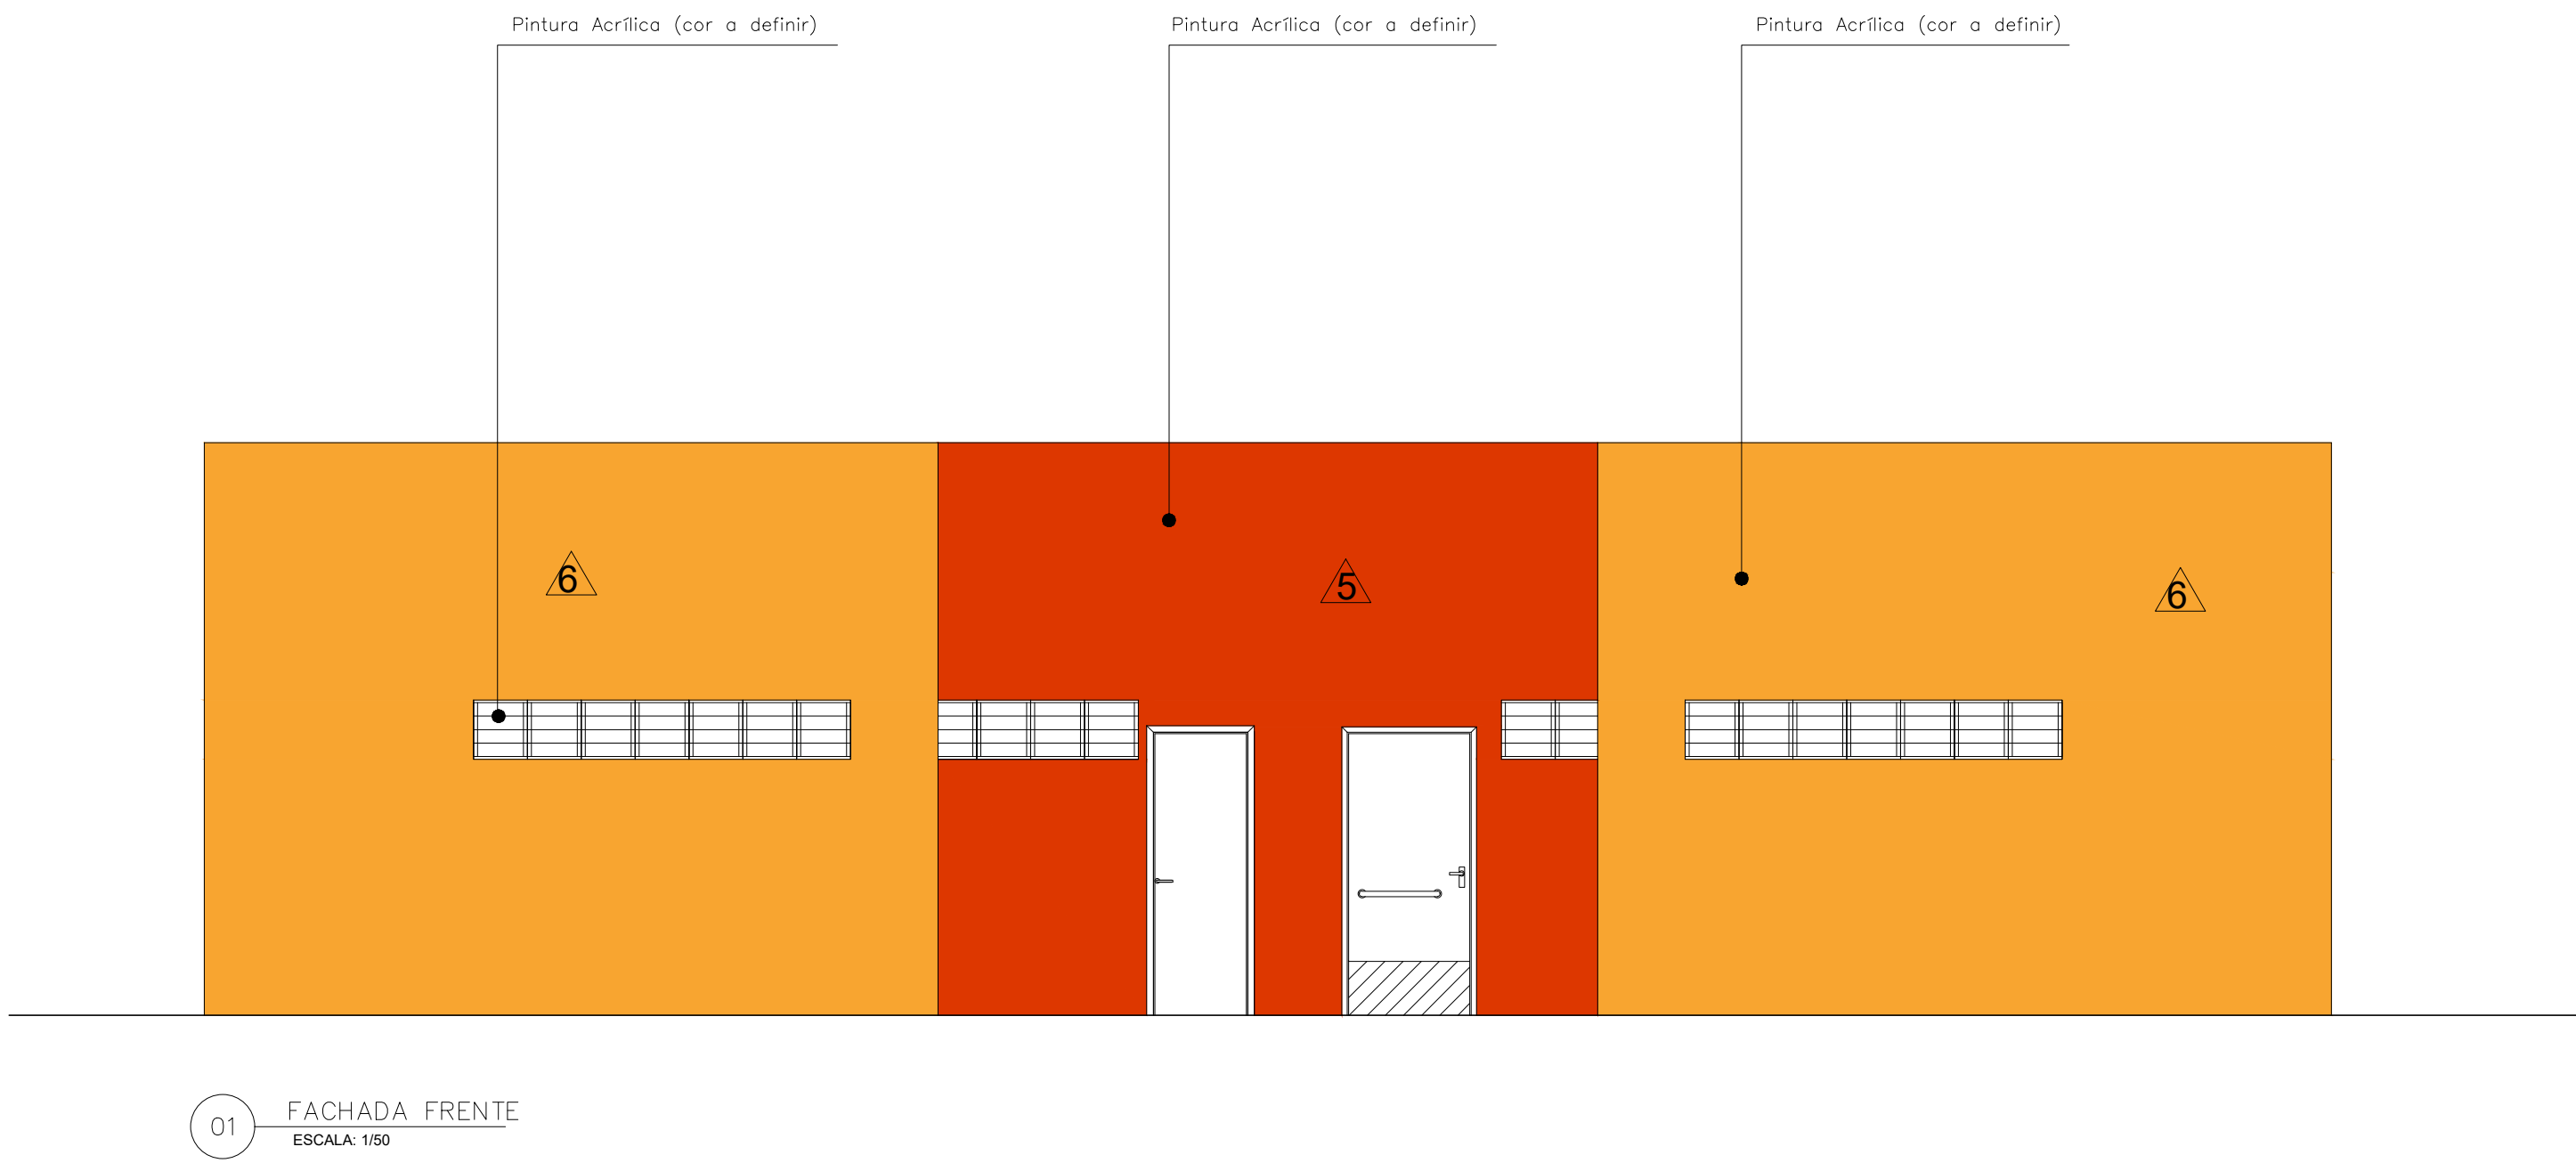 Pintura Acrílica (cor a definir)
Pintura Acrílica (cor a definir)
Pintura Acrílica (cor a definir)
6
5
6
01
FACHADA FRENTE
ESCALA: 1/50